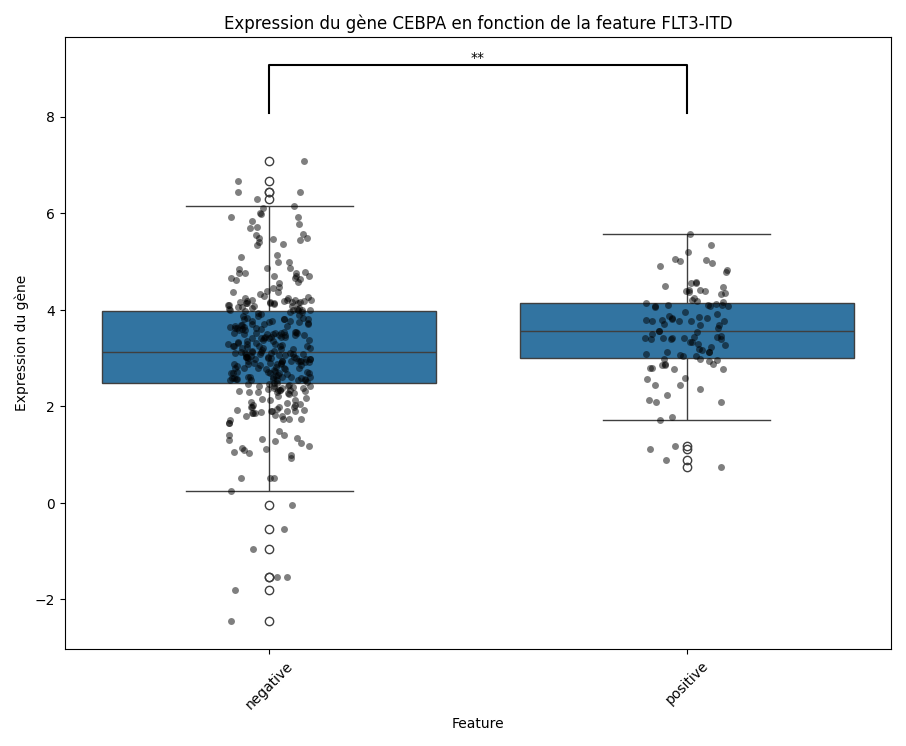 Expression du gène CEBPA en fonction de la feature FLT3-ITD
**
8
6
4
2
0
−2
Expression du gène
negative
positive
Feature